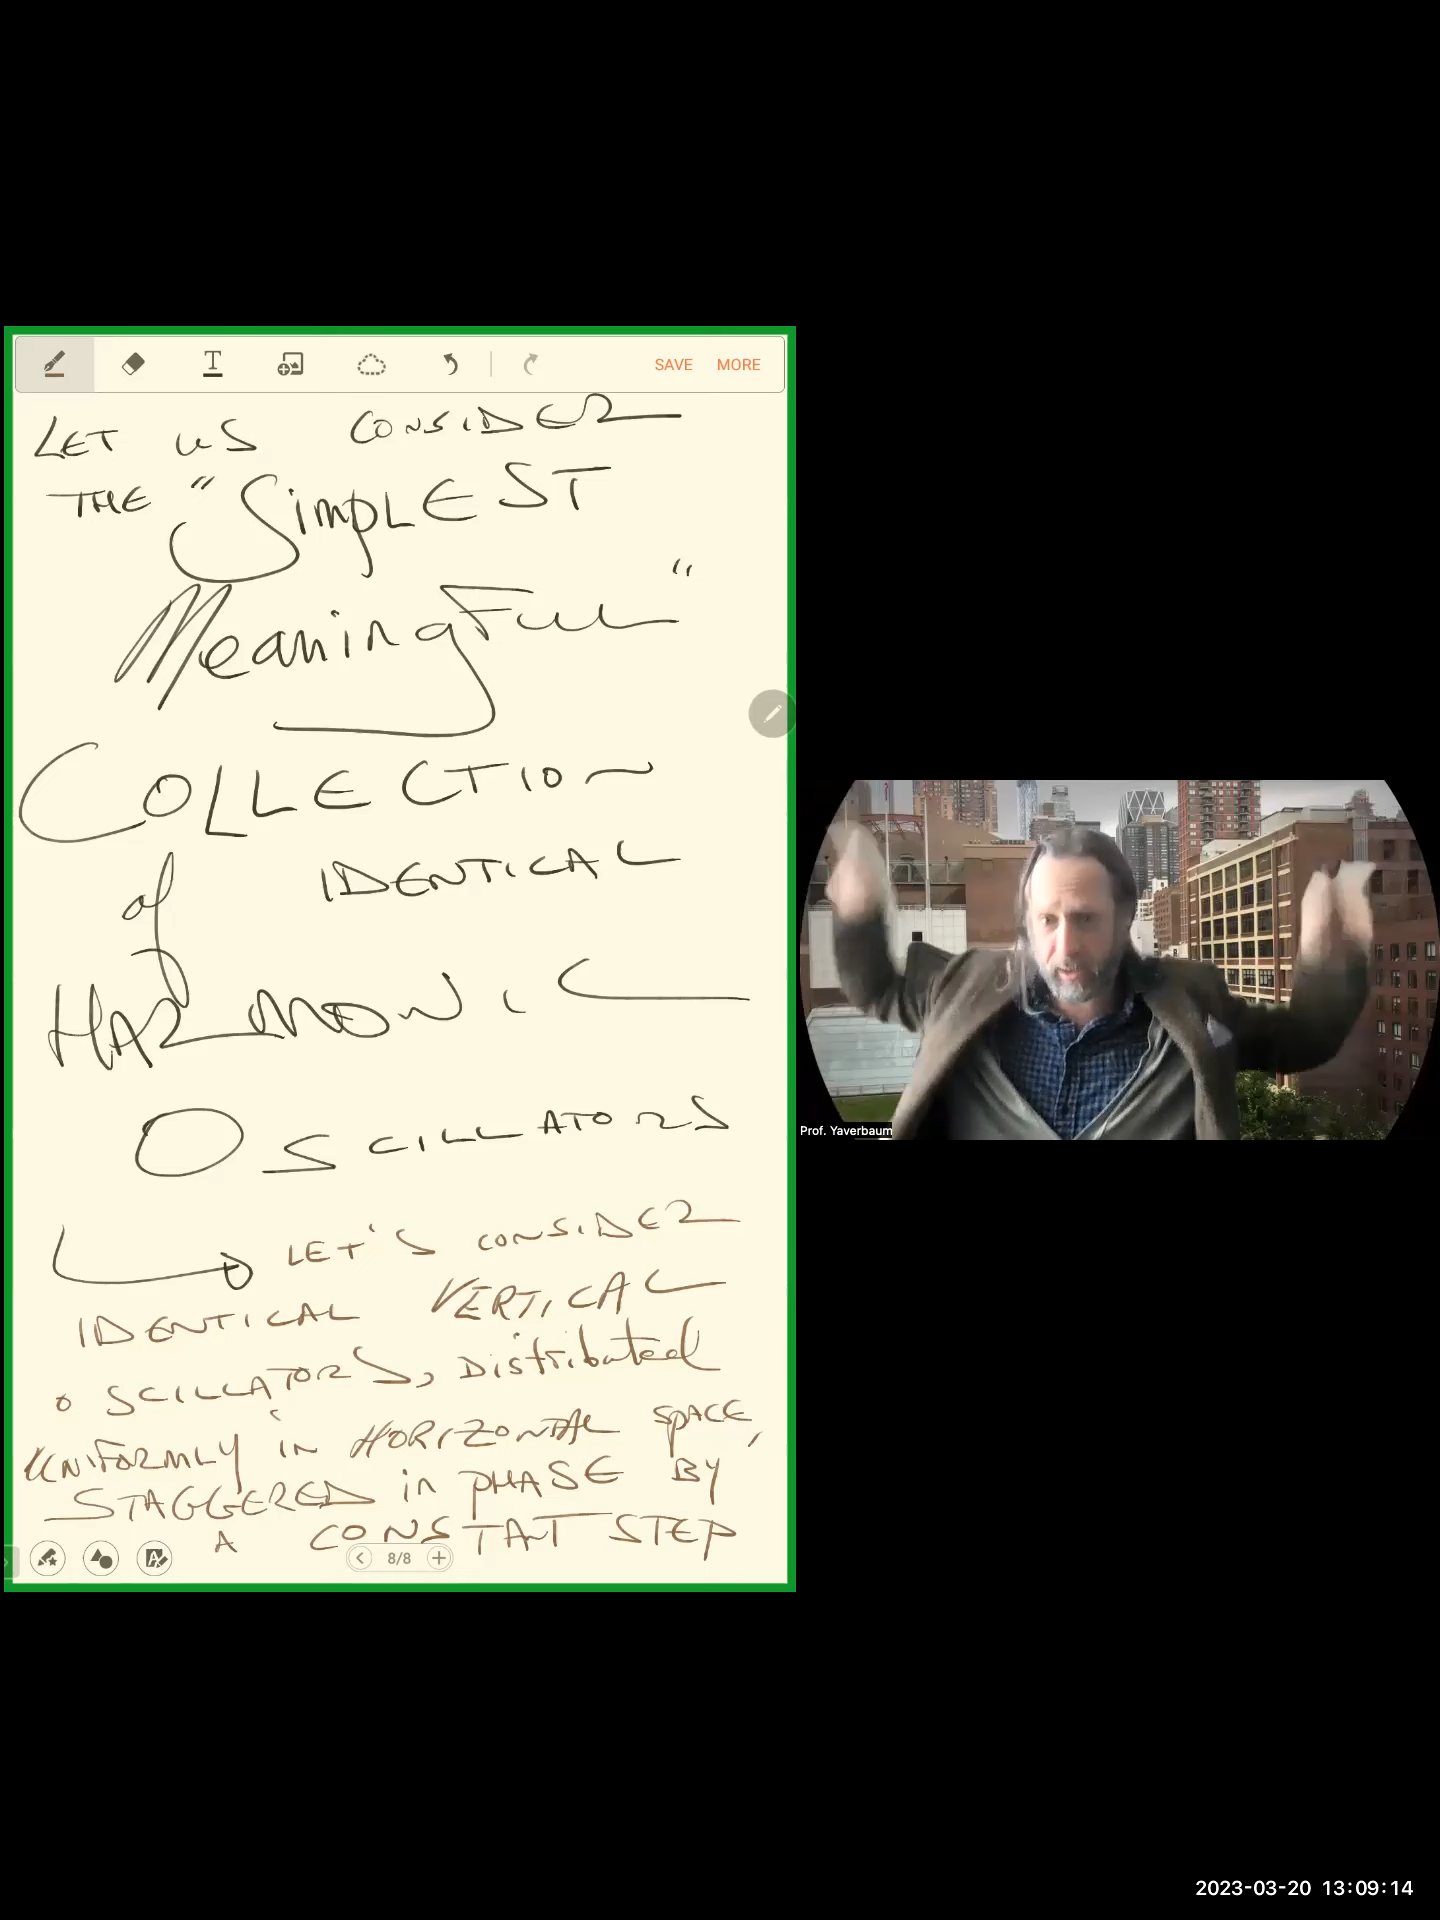 SAVE MORE
LET US CONSIDER
THE "SIMPLEST
MeaningFul"
COLLECTION
of IDENTICAL
HARMONIC
OSCILLATORS
LET'S CONSIDER
IDENTICAL VERTICAL
OSCILLATORS, Distributed
UNIFORMLY IN HORIZONTAL SPACE,
STAGGERED in PHASE BY
A CONSTANT STEP
8/8
Prof. Yaverbaum
2023-03-20 13:09:14